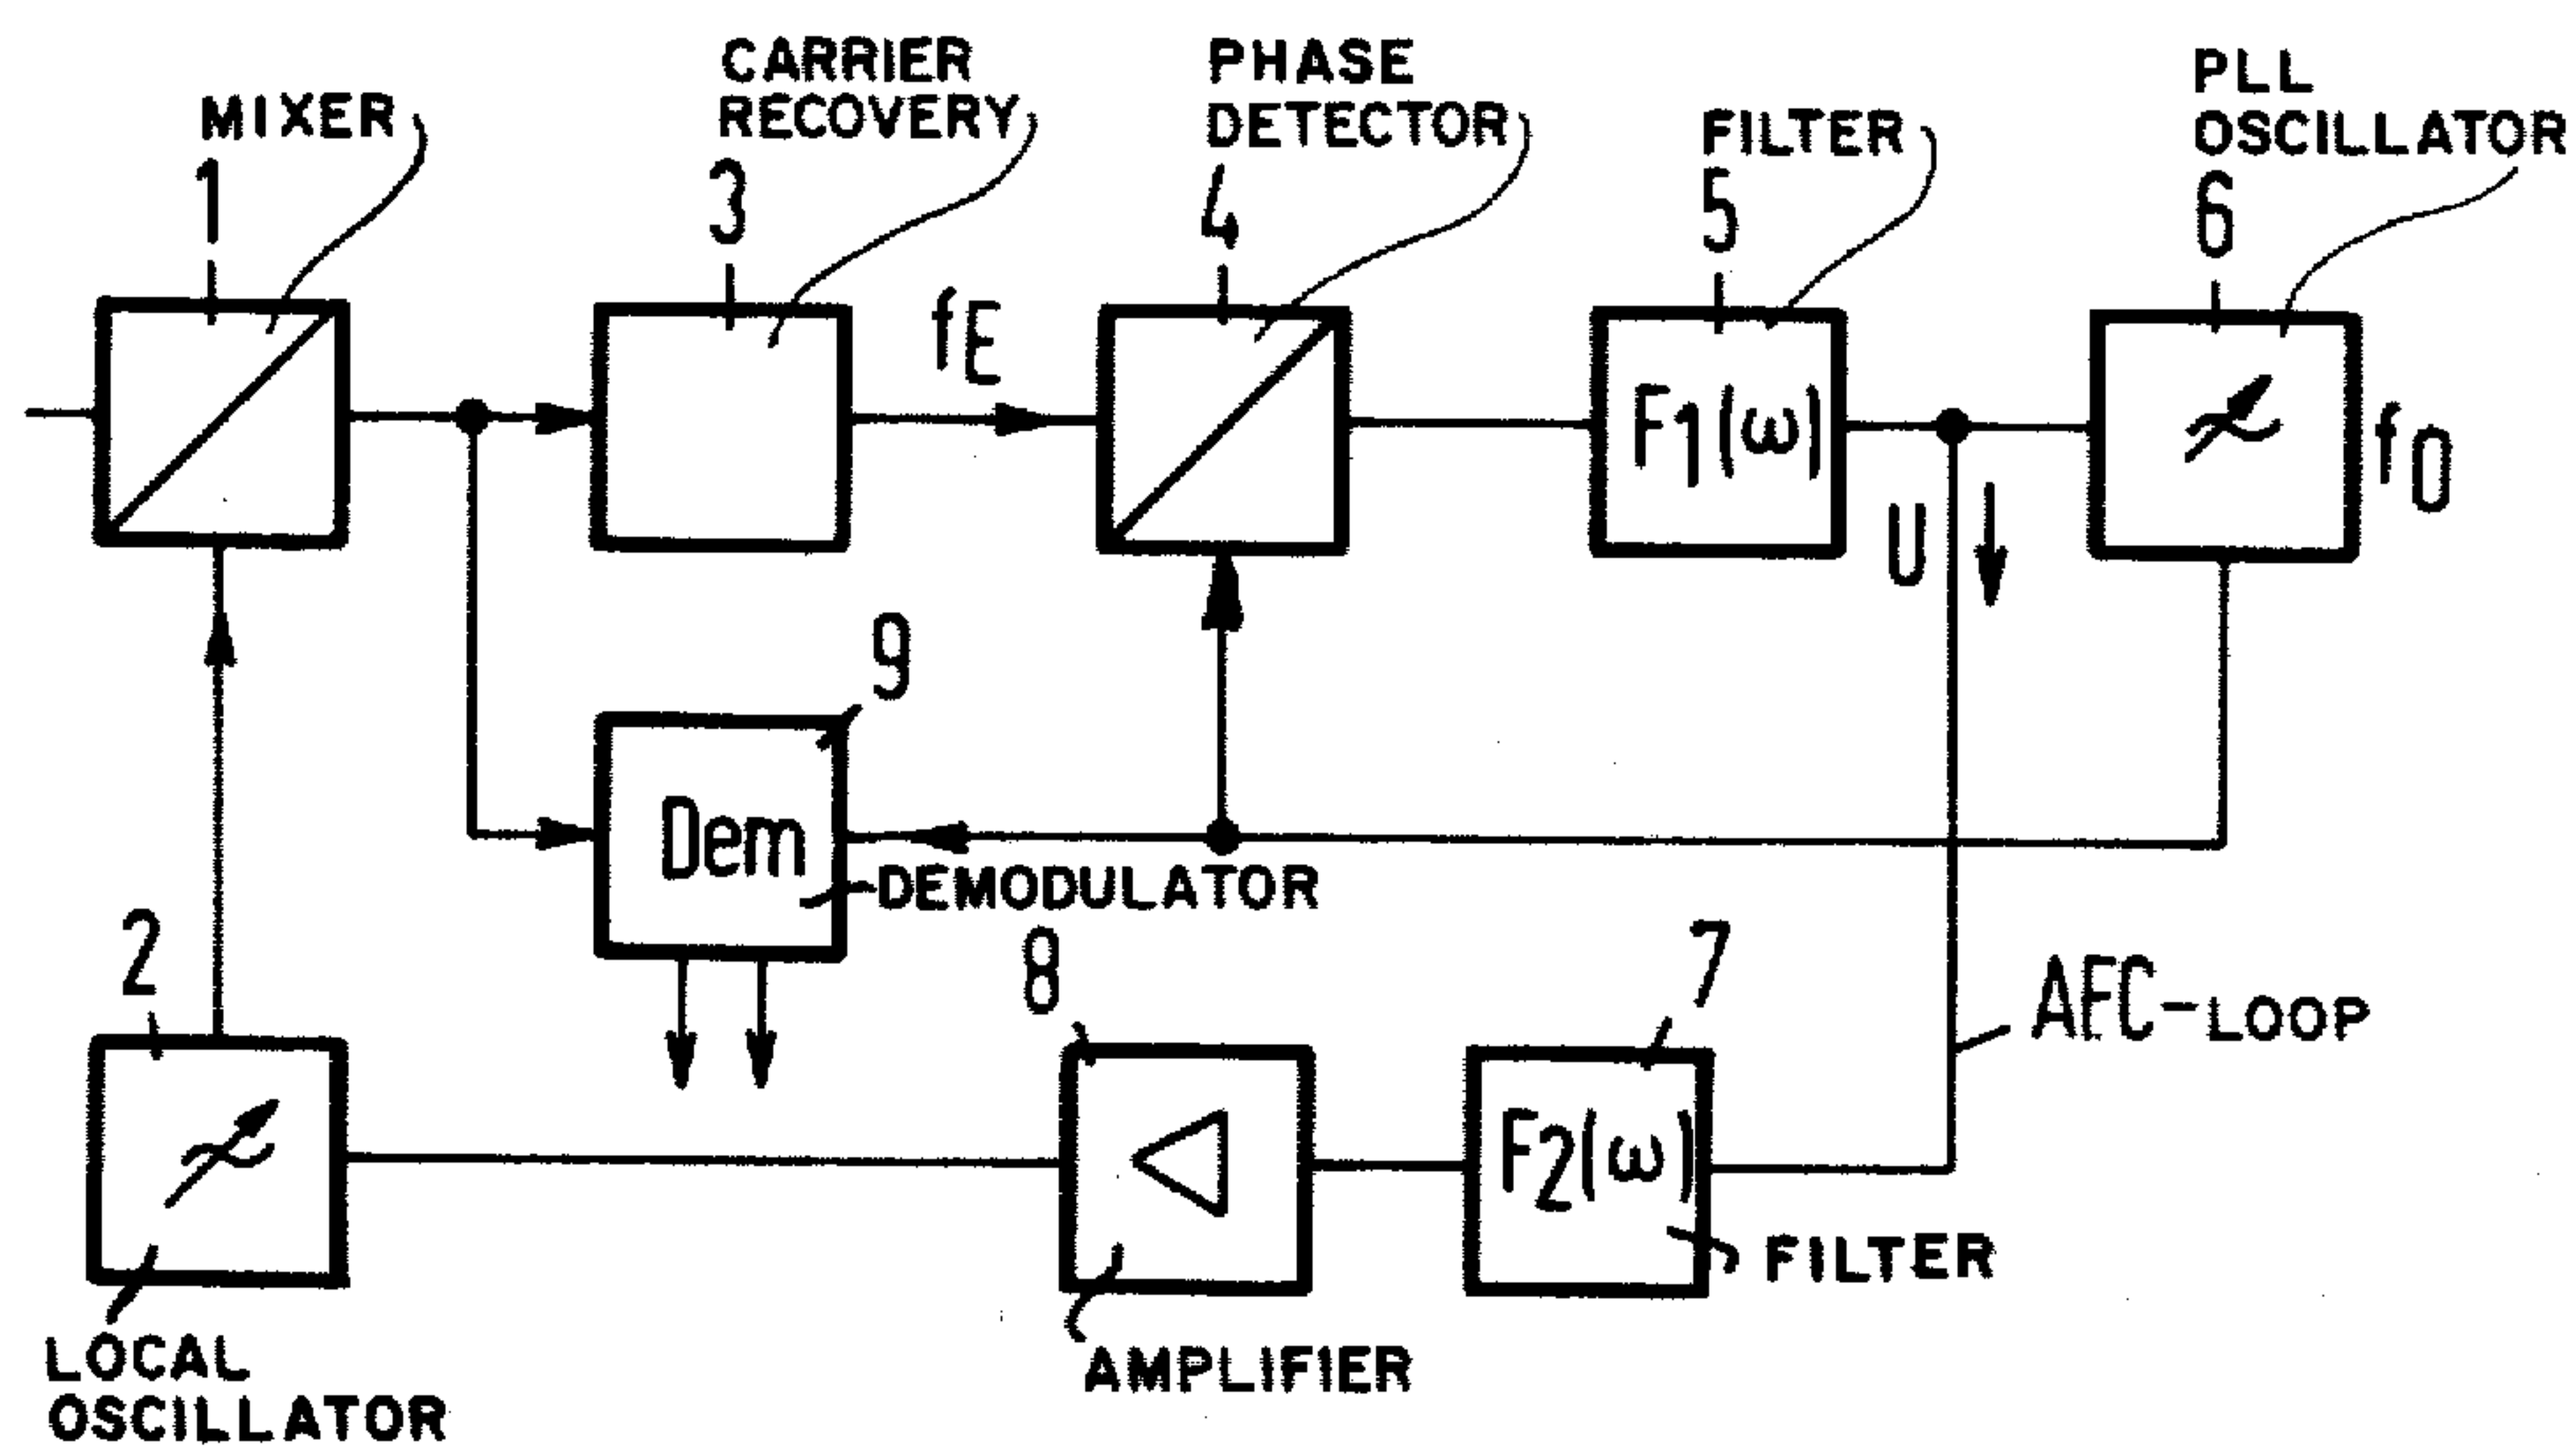 MIXER
1
CARRIER
RECOVERY
3
PHASE
DETECTOR
4
FILTER
5
PLL
OSCILLATOR
6
fE
F1(ω)
f0
U
9
Dem
DEMODULATOR
2
8
7
AFC-LOOP
F2(ω)
FILTER
LOCAL
OSCILLATOR
AMPLIFIER